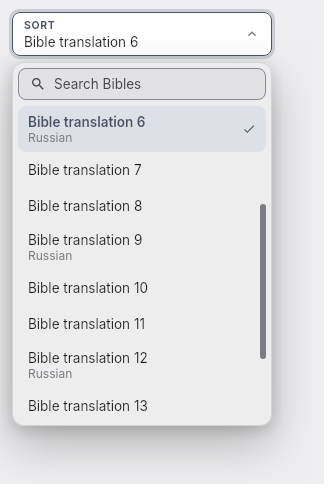 SORT
Bible translation 6
Search Bibles
Bible translation 6
Russian
Bible translation 7
Bible translation 8
Bible translation 9
Russian
Bible translation 10
Bible translation 11
Bible translation 12
Russian
Bible translation 13